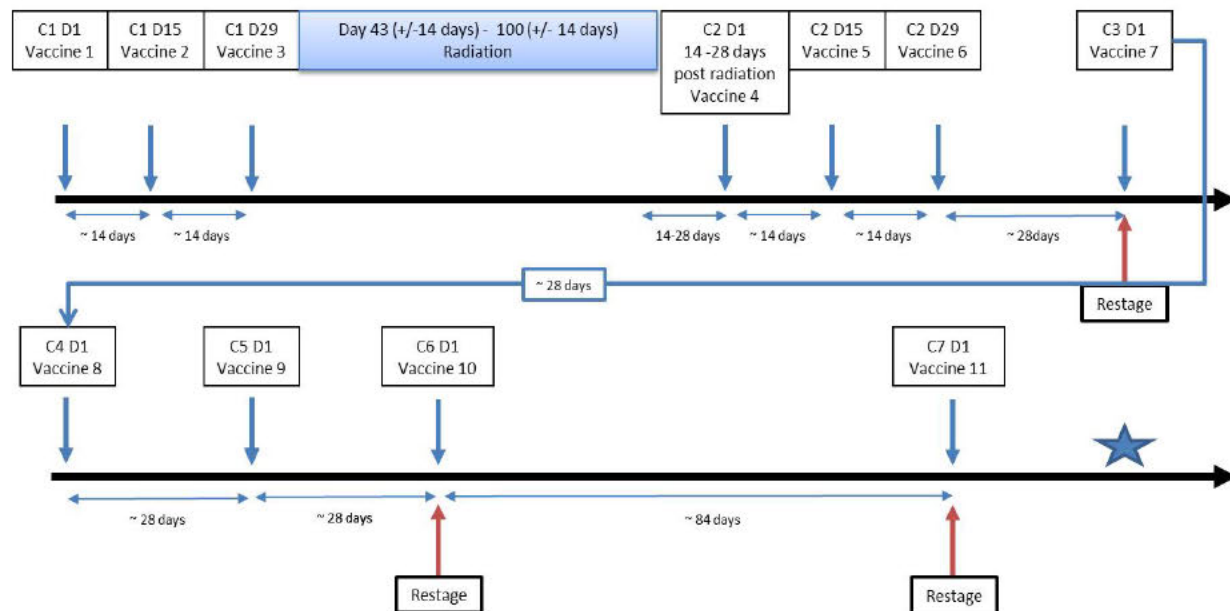 C1 D1
Vaccine 1
C1 D15
Vaccine 2
C1 D29
Vaccine 3
Day 43 (+/-14 days) - 100 (+/- 14 days)
Radiation
C2 D1
14 -28 days
post radiation
Vaccine 4
C2 D15
Vaccine 5
C2 D29
Vaccine 6
C3 D1
Vaccine 7
~ 14 days
~ 14 days
14-28 days
~ 14 days
~ 14 days
~ 28days
~ 28 days
Restage
C4 D1
Vaccine 8
C5 D1
Vaccine 9
C6 D1
Vaccine 10
C7 D1
Vaccine 11
~ 28 days
~ 28 days
~ 84 days
Restage
Restage